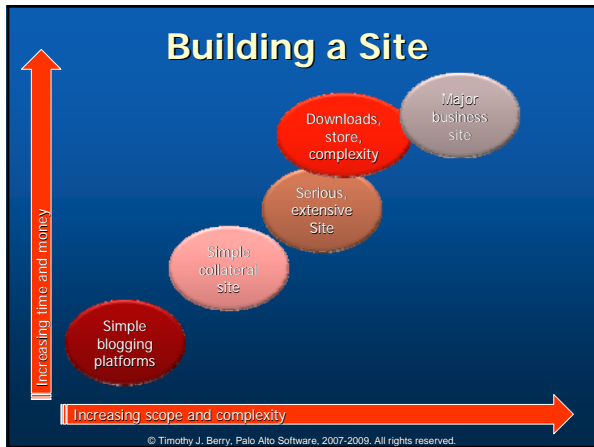 Building a Site
Major
business
site
Downloads,
store,
complexity
Serious,
extensive
Site
Simple
collateral
site
Simple
blogging
platforms
Increasing time and money
Increasing scope and complexity
© Timothy J. Berry, Palo Alto Software, 2007-2009. All rights reserved.